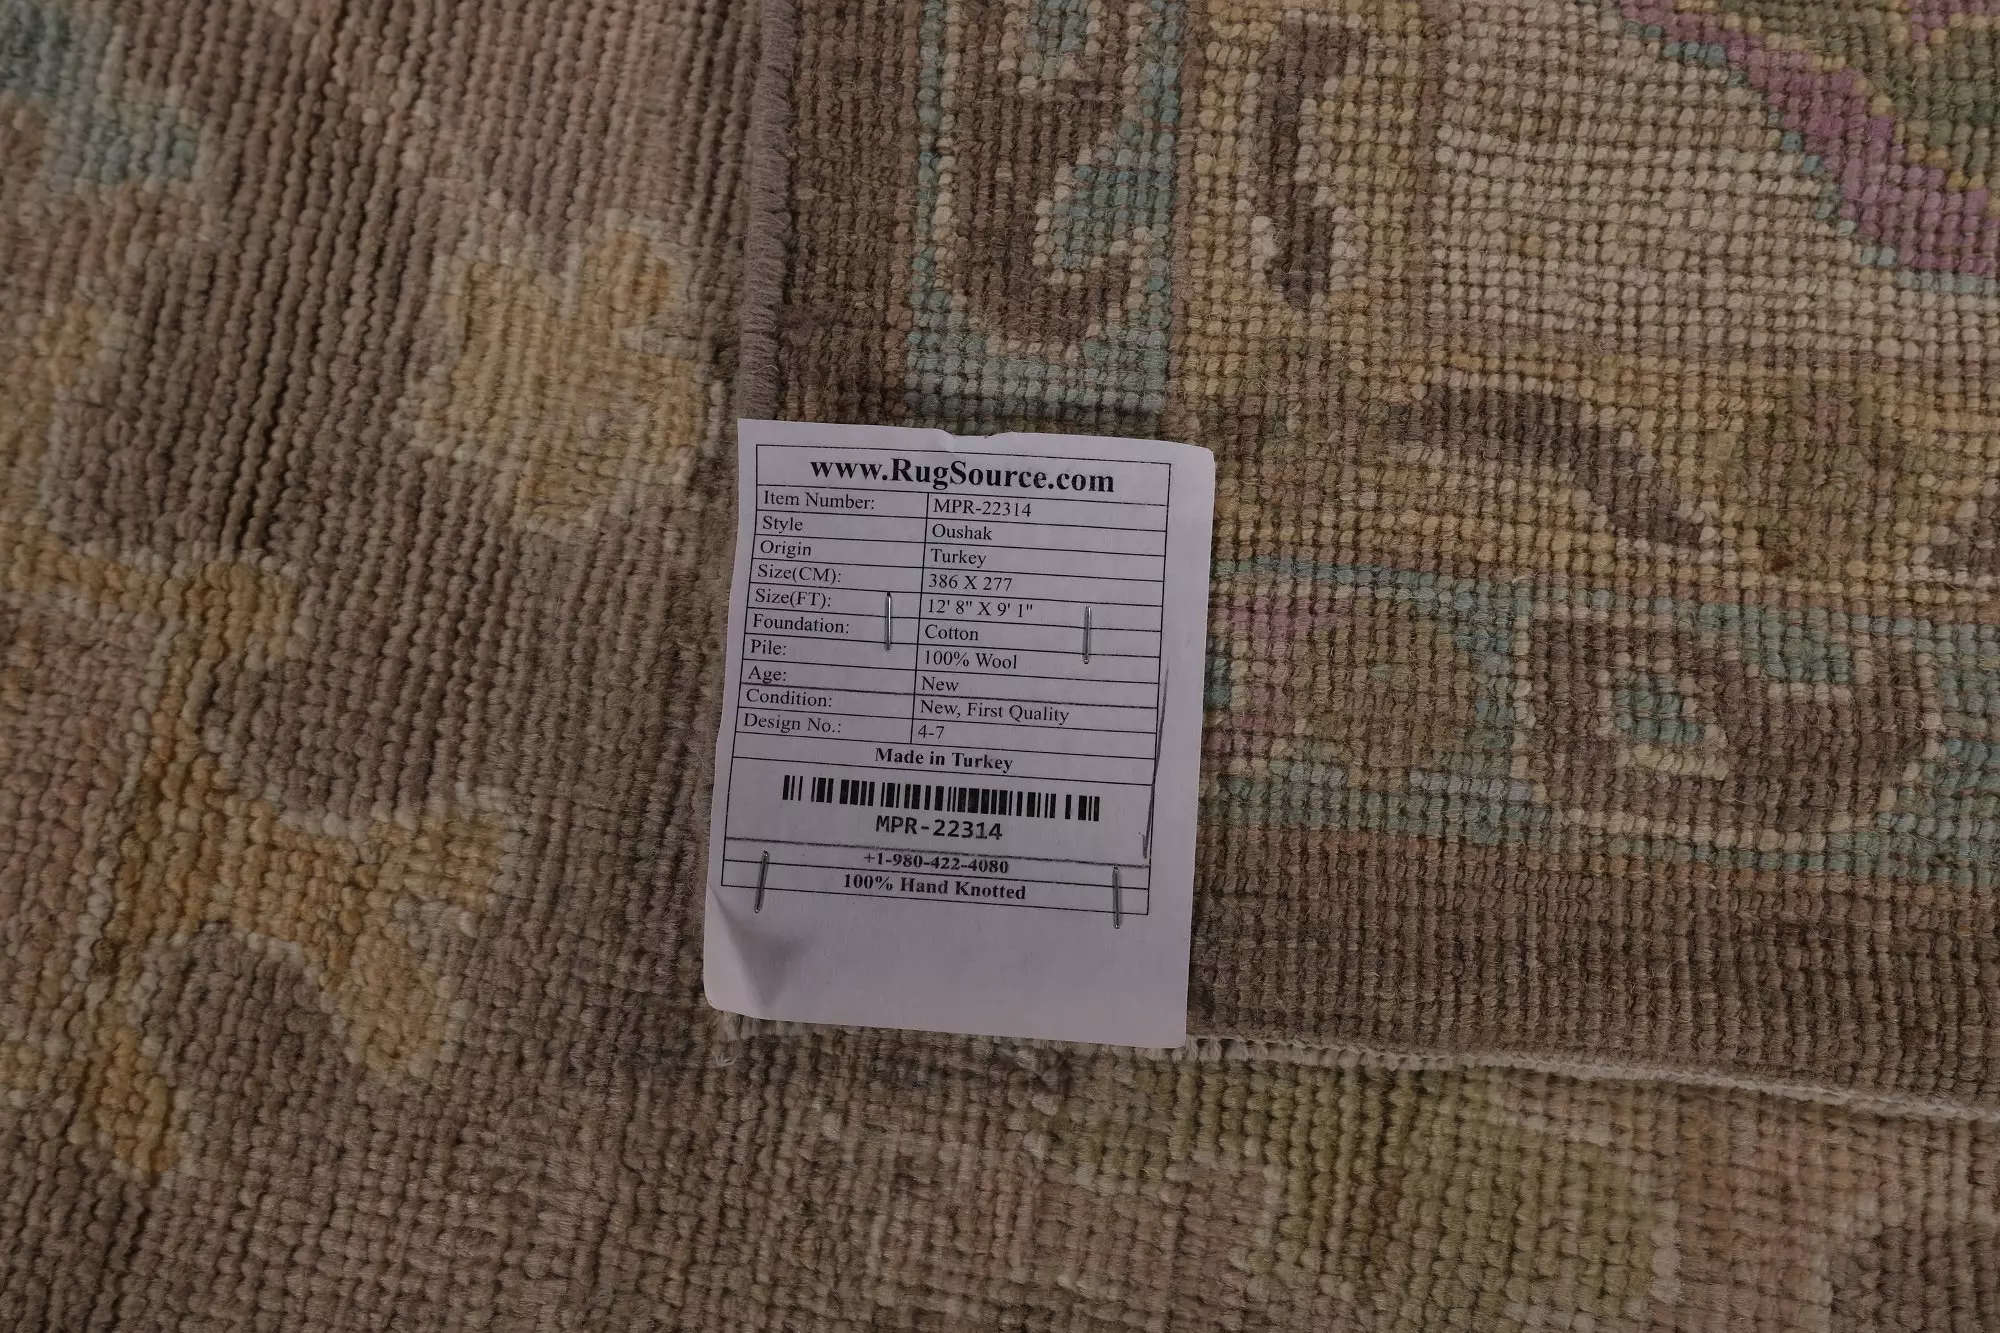 www.RugSource.com
Item Number: MPR-22314
Style Oushak
Origin Turkey
Size(CM): 386 X 277
Size(FT): 12' 8" X 9' 1"
Foundation: Cotton
Pile: 100% Wool
Age: New
Condition: New, First Quality
Design No.: 4-7
Made in Turkey
MPR-22314
+1-980-422-4080
100% Hand Knotted